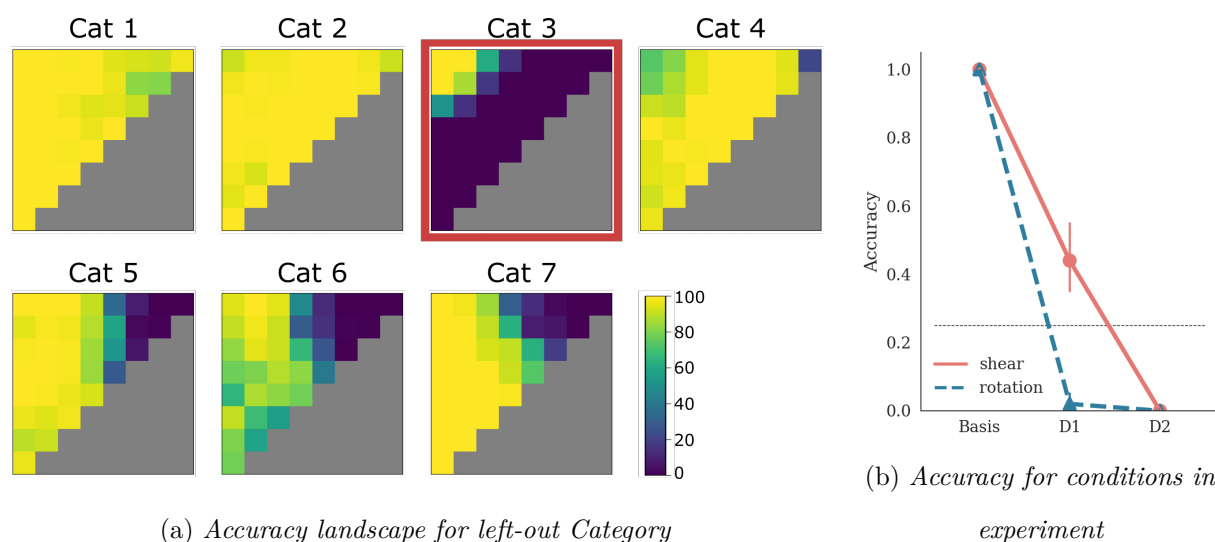 Cat 1
Cat 2
Cat 3
Cat 4
Cat 5
Cat 6
Cat 7
100
80
60
40
20
0
(a) Accuracy landscape for left-out Category
Accuracy
1.0
0.8
0.6
0.4
0.2
0.0
shear
rotation
Basis
D1
D2
(b) Accuracy for conditions in
experiment